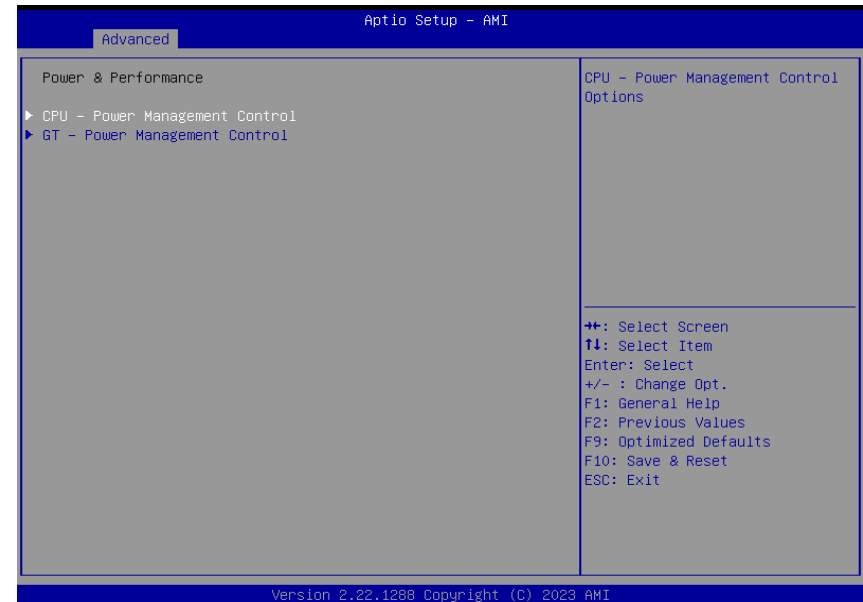 Aptio Setup – AMI
Advanced
Power & Performance
▶ CPU – Power Management Control
▶ GT – Power Management Control
CPU – Power Management Control
Options
→←: Select Screen
↑↓: Select Item
Enter: Select
+/– : Change Opt.
F1: General Help
F2: Previous Values
F9: Optimized Defaults
F10: Save & Reset
ESC: Exit
Version 2.22.1288 Copyright (C) 2023 AMI